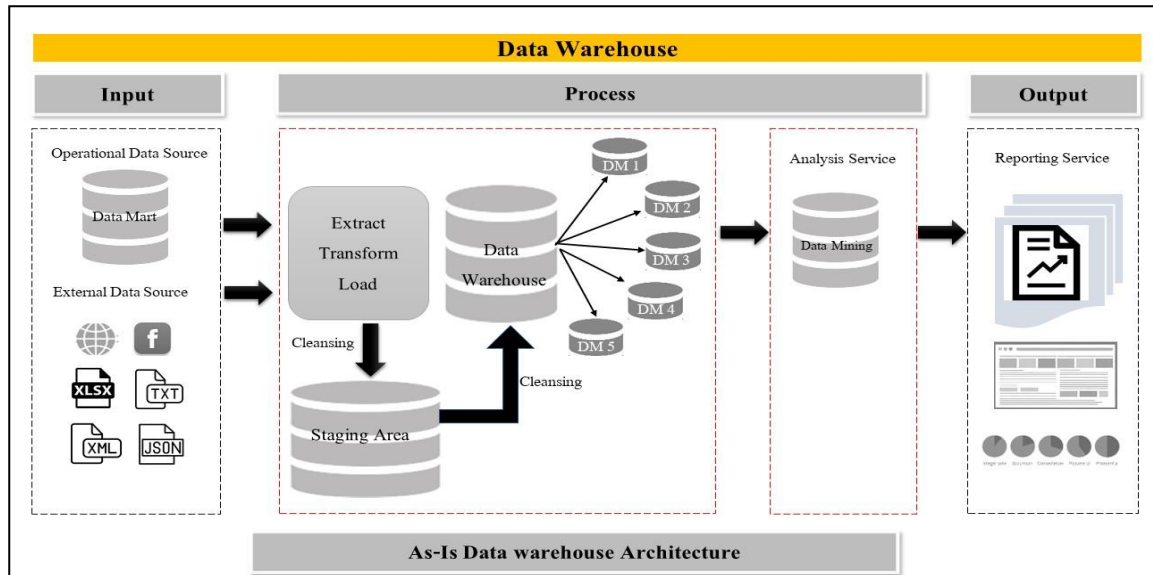 Data Warehouse
Input
Process
Output
Operational Data Source
Data Mart
External Data Source
f
XLSX
TXT
XML
JSON
Extract
Transform
Load
Cleansing
Staging Area
Cleansing
Data
Warehouse
DM 1
DM 2
DM 3
DM 4
DM 5
Analysis Service
Data Mining
Reporting Service
As-Is Data warehouse Architecture